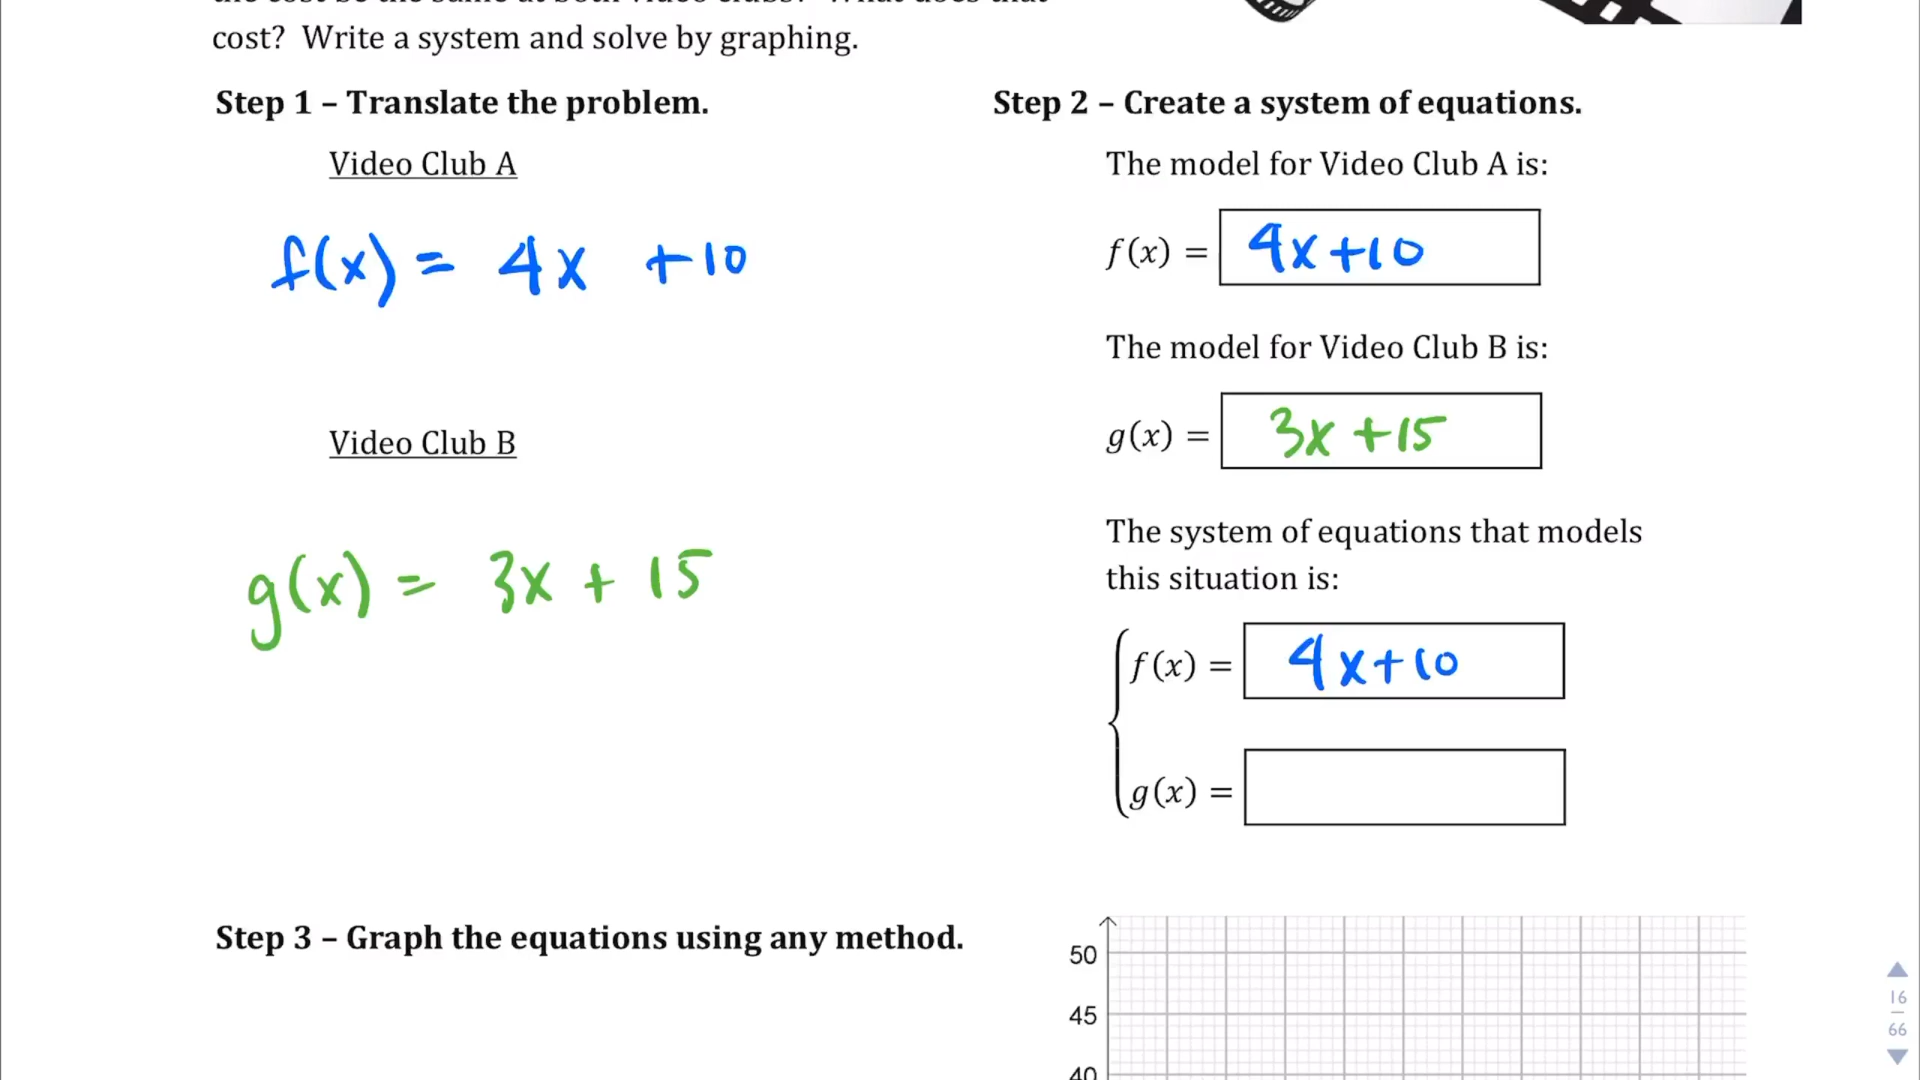 cost? Write a system and solve by graphing.
Step 1 – Translate the problem.
Video Club A
f(x) = 4x +10
Video Club B
g(x) = 3x + 15
Step 2 – Create a system of equations.
The model for Video Club A is:
f(x) = 4x+10
The model for Video Club B is:
g(x) = 3x +15
The system of equations that models
this situation is:
f(x) = 4x+10
g(x) =
Step 3 – Graph the equations using any method.
50
45
40
16
66